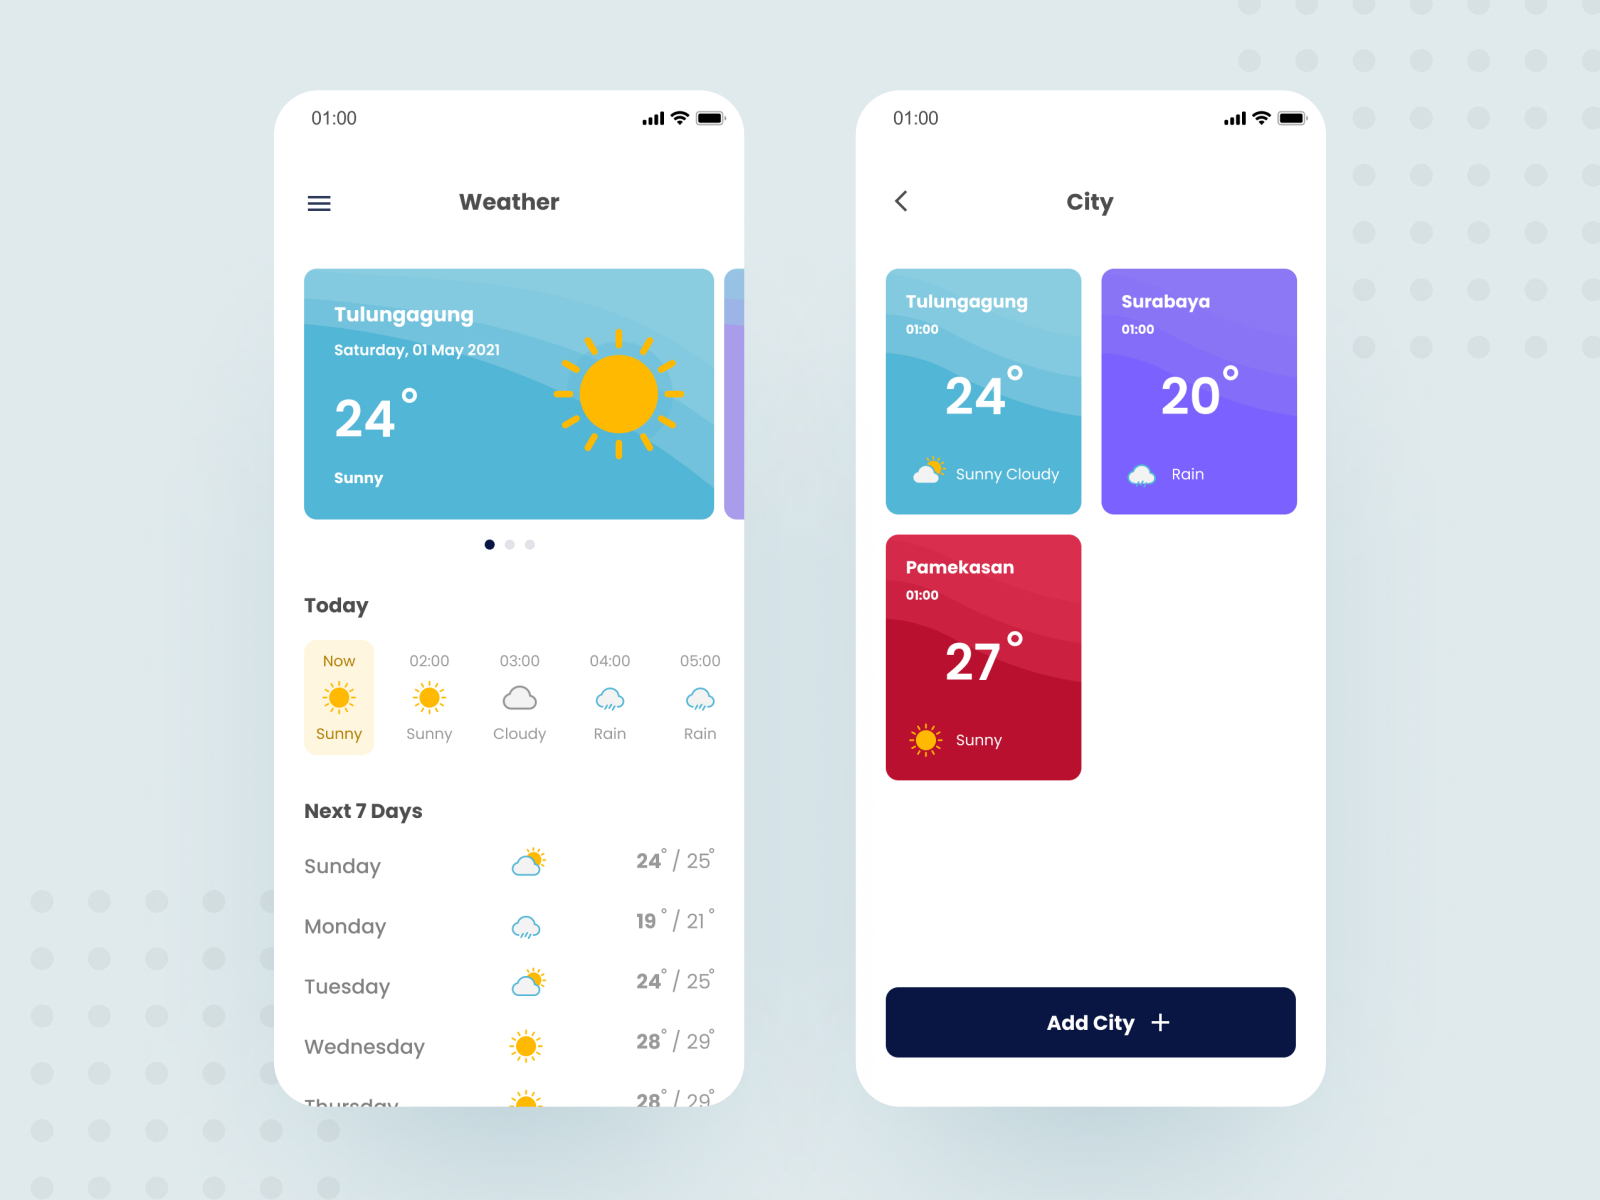 01:00
Weather
Tulungagung
Saturday, 01 May 2021
24°
Sunny
Today
Now 02:00 03:00 04:00 05:00
Sunny Sunny Cloudy Rain Rain
Next 7 Days
Sunday 24° / 25°
Monday 19° / 21°
Tuesday 24° / 25°
Wednesday 28° / 29°
Thursday 28° / 29°
01:00
City
Tulungagung
01:00
24°
Sunny Cloudy
Surabaya
01:00
20°
Rain
Pamekasan
01:00
27°
Sunny
Add City +